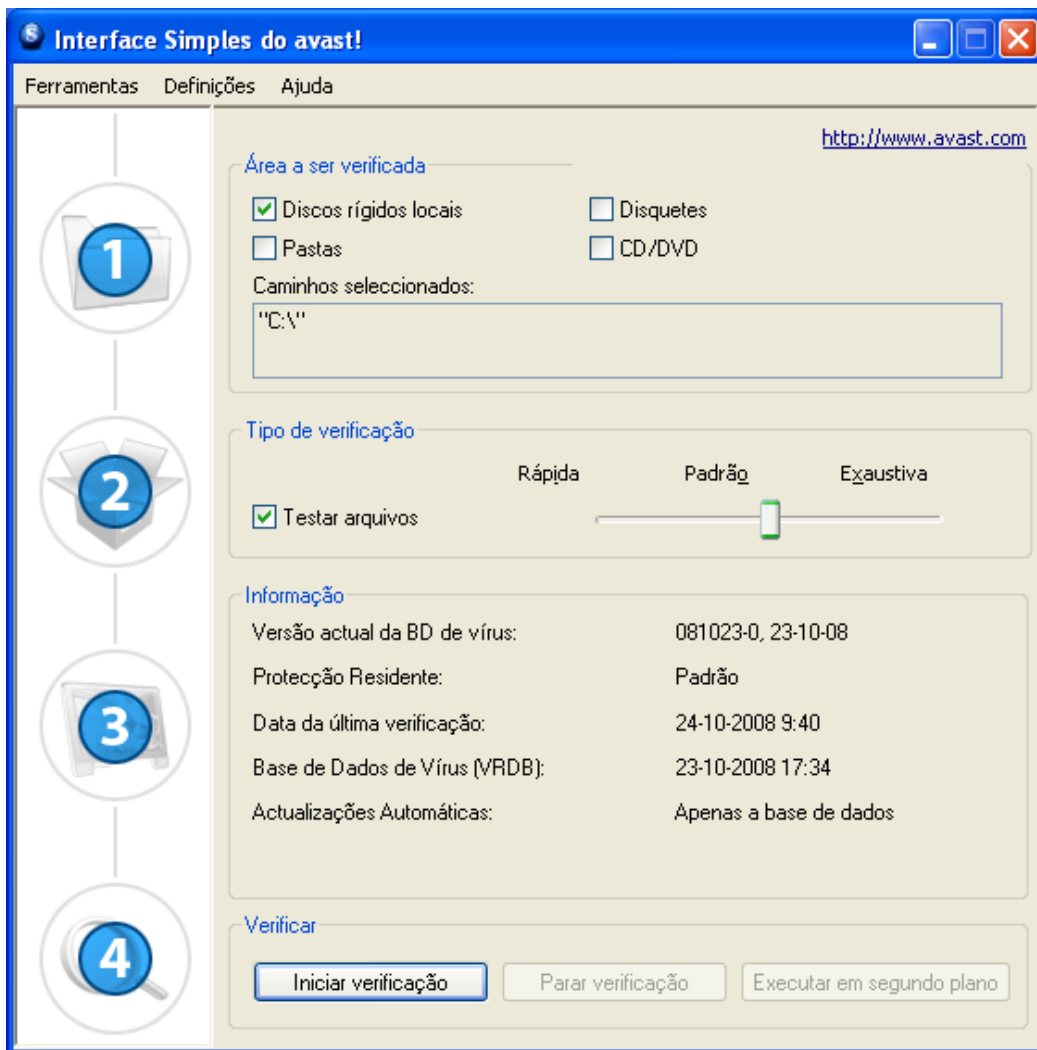 Interface Simples do avast!
Ferramentas Definições Ajuda
http://www.avast.com
Área a ser verificada
Discos rígidos locais Disquetes
Pastas CD/DVD
Caminhos seleccionados:
"C:\"
Tipo de verificação
Rápida Padrão Exaustiva
Testar arquivos
Informação
Versão actual da BD de vírus: 081023-0, 23-10-08
Protecção Residente: Padrão
Data da última verificação: 24-10-2008 9:40
Base de Dados de Vírus (VRDB): 23-10-2008 17:34
Actualizações Automáticas: Apenas a base de dados
Verificar
Iniciar verificação Parar verificação Executar em segundo plano
1
2
3
4